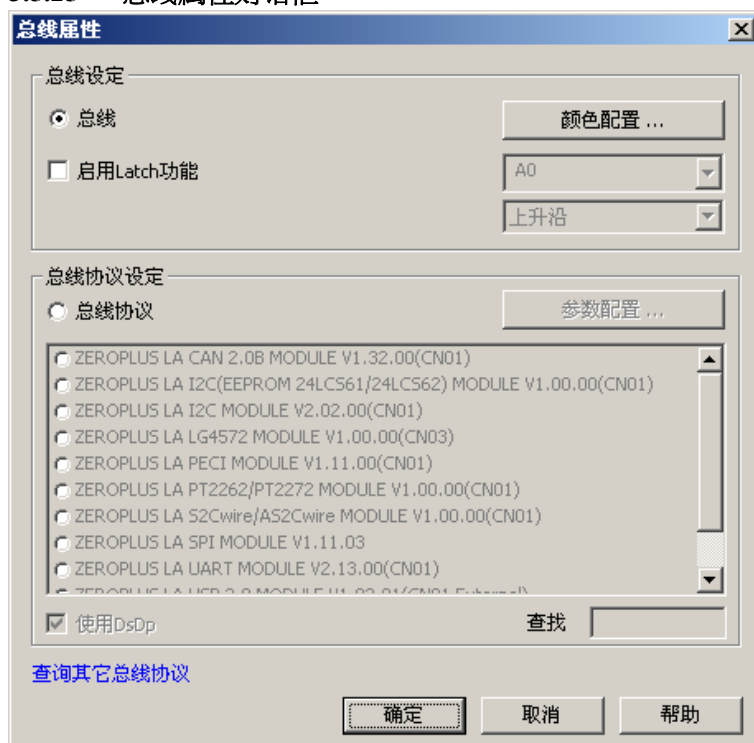 总线属性
总线设定
总线
颜色配置 ...
启用Latch功能
A0
上升沿
总线协议设定
总线协议
参数配置 ...
ZEROPLUS LA CAN 2.0B MODULE V1.32.00(CN01)
ZEROPLUS LA I2C(EEPROM 24LCS61/24LCS62) MODULE V1.00.00(CN01)
ZEROPLUS LA I2C MODULE V2.02.00(CN01)
ZEROPLUS LA LG4572 MODULE V1.00.00(CN03)
ZEROPLUS LA PECI MODULE V1.11.00(CN01)
ZEROPLUS LA PT2262/PT2272 MODULE V1.00.00(CN01)
ZEROPLUS LA S2Cwire/AS2Cwire MODULE V1.00.00(CN01)
ZEROPLUS LA SPI MODULE V1.11.03
ZEROPLUS LA UART MODULE V2.13.00(CN01)
使用DsDp
查找
查询其它总线协议
确定
取消
帮助